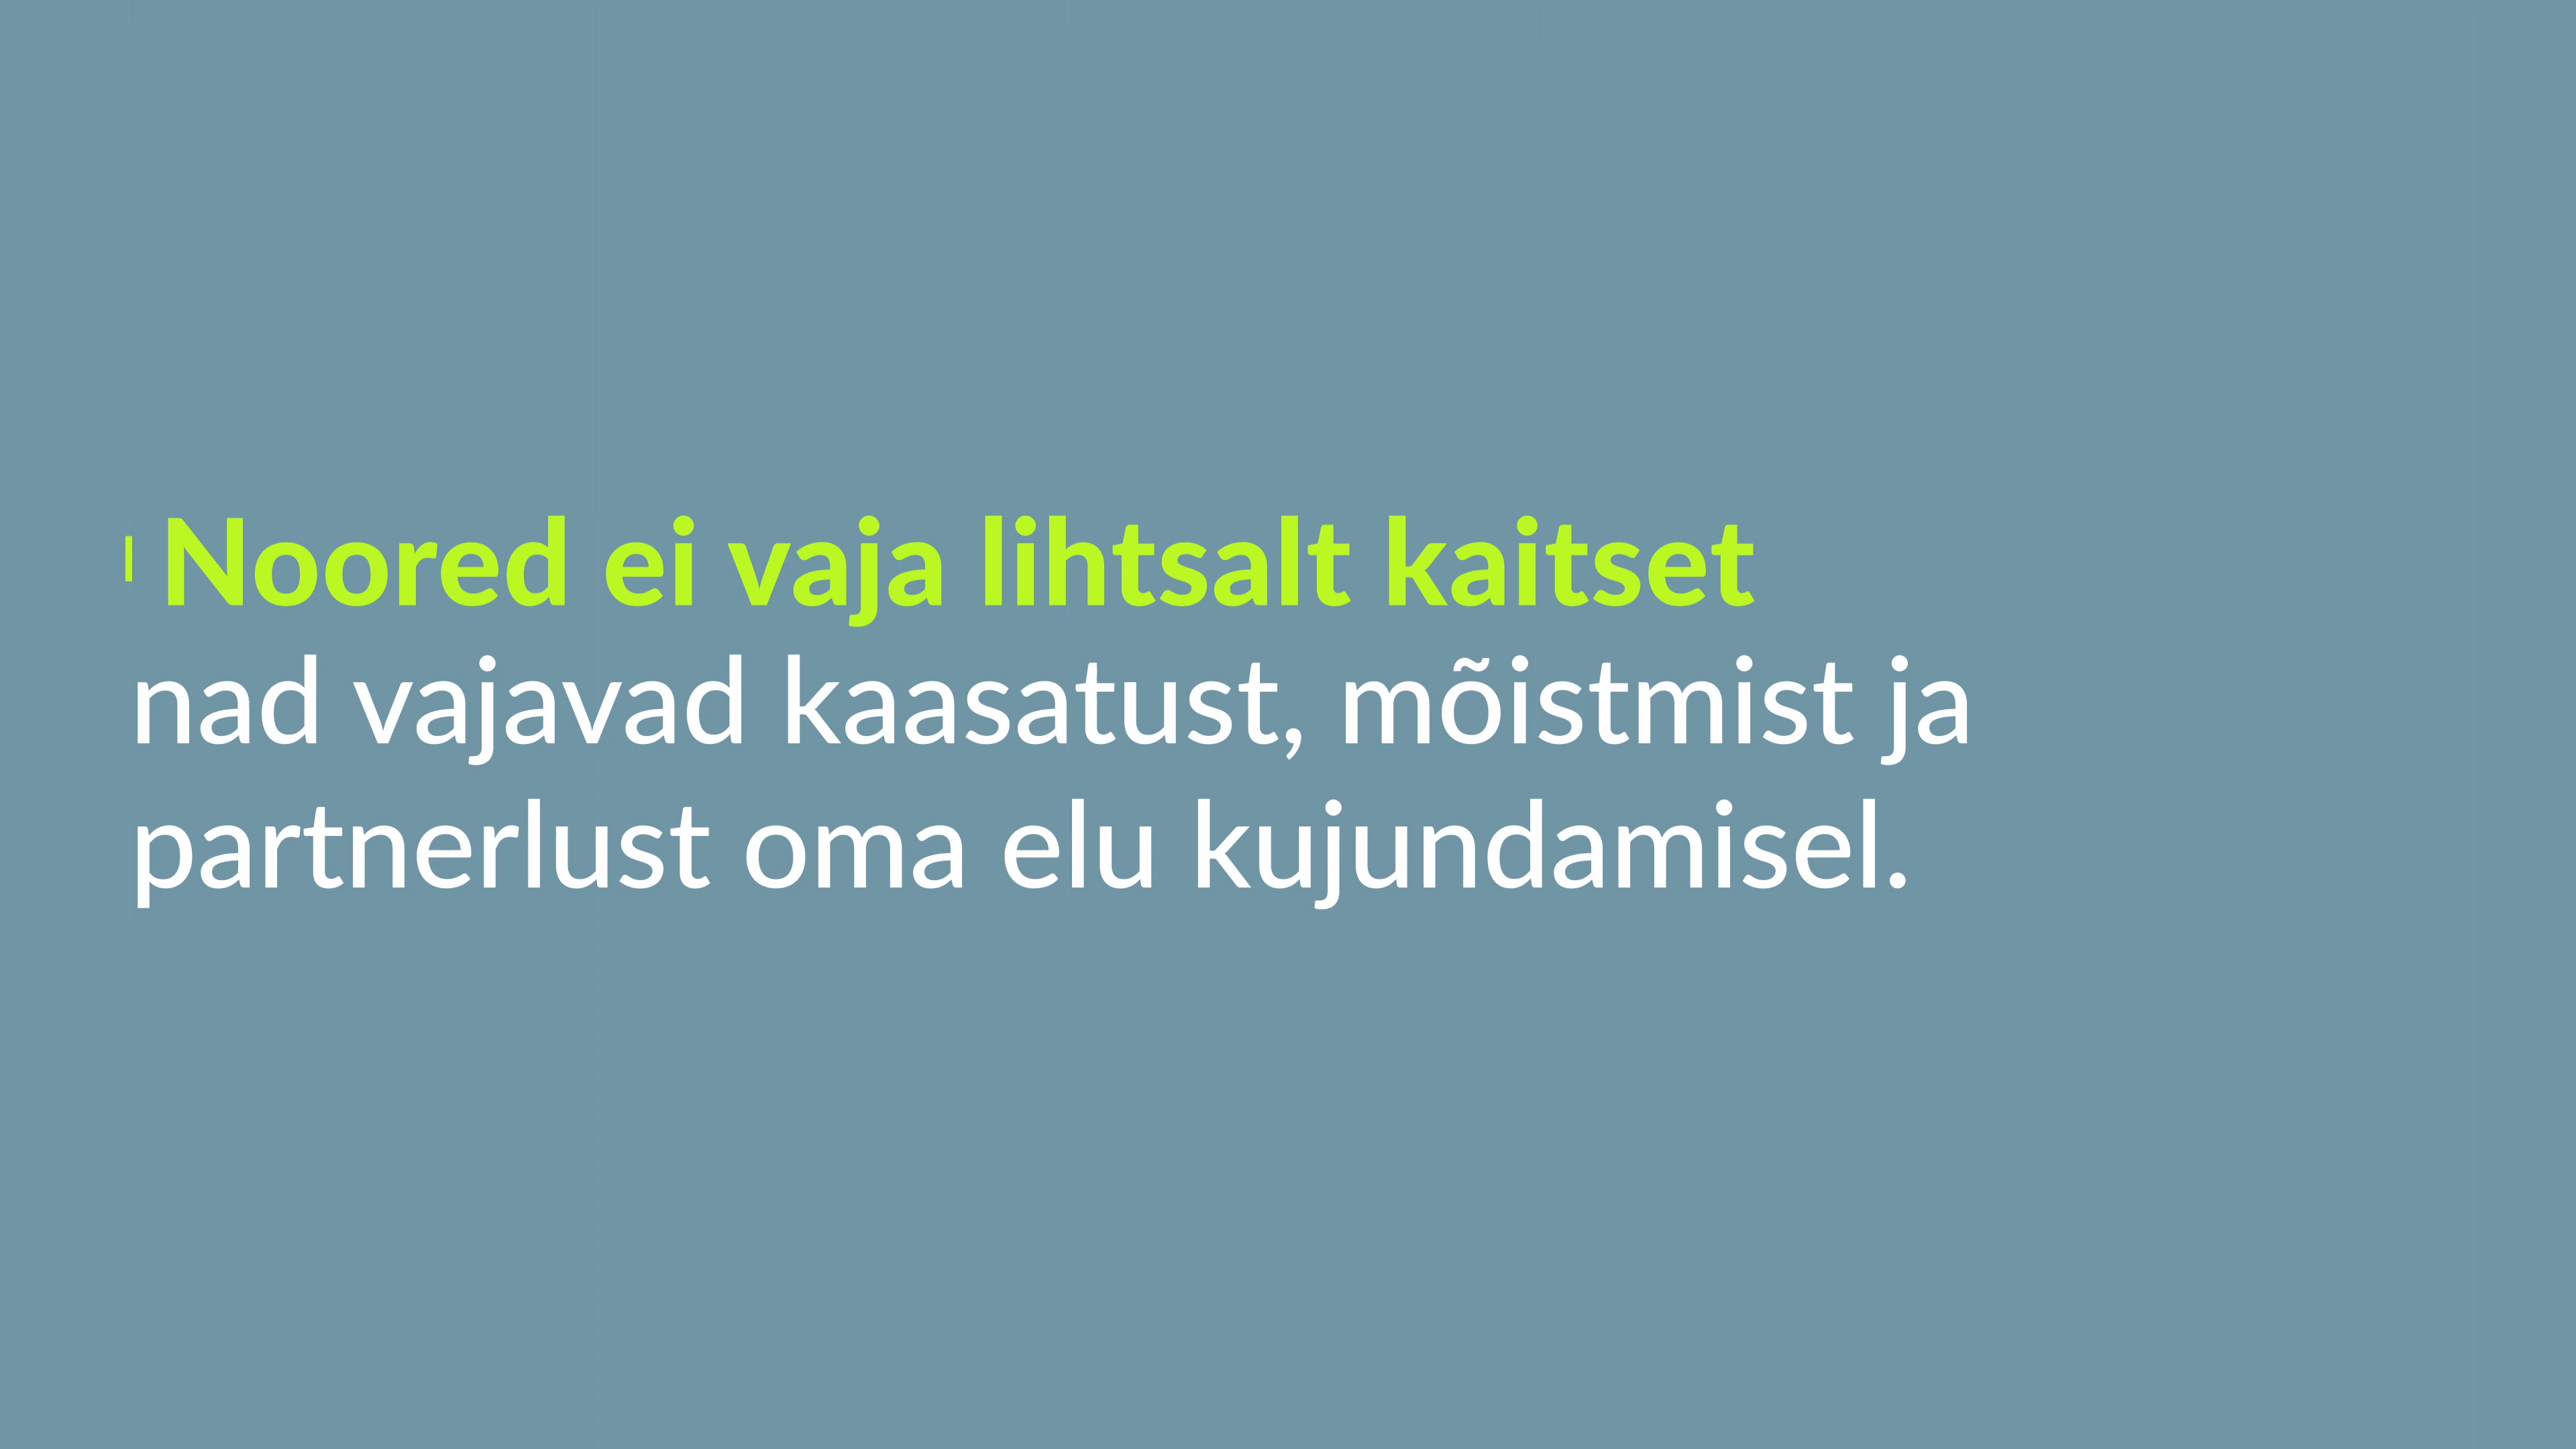 Noored ei vaja lihtsalt kaitset
nad vajavad kaasatust, mõistmist ja
partnerlust oma elu kujundamisel.